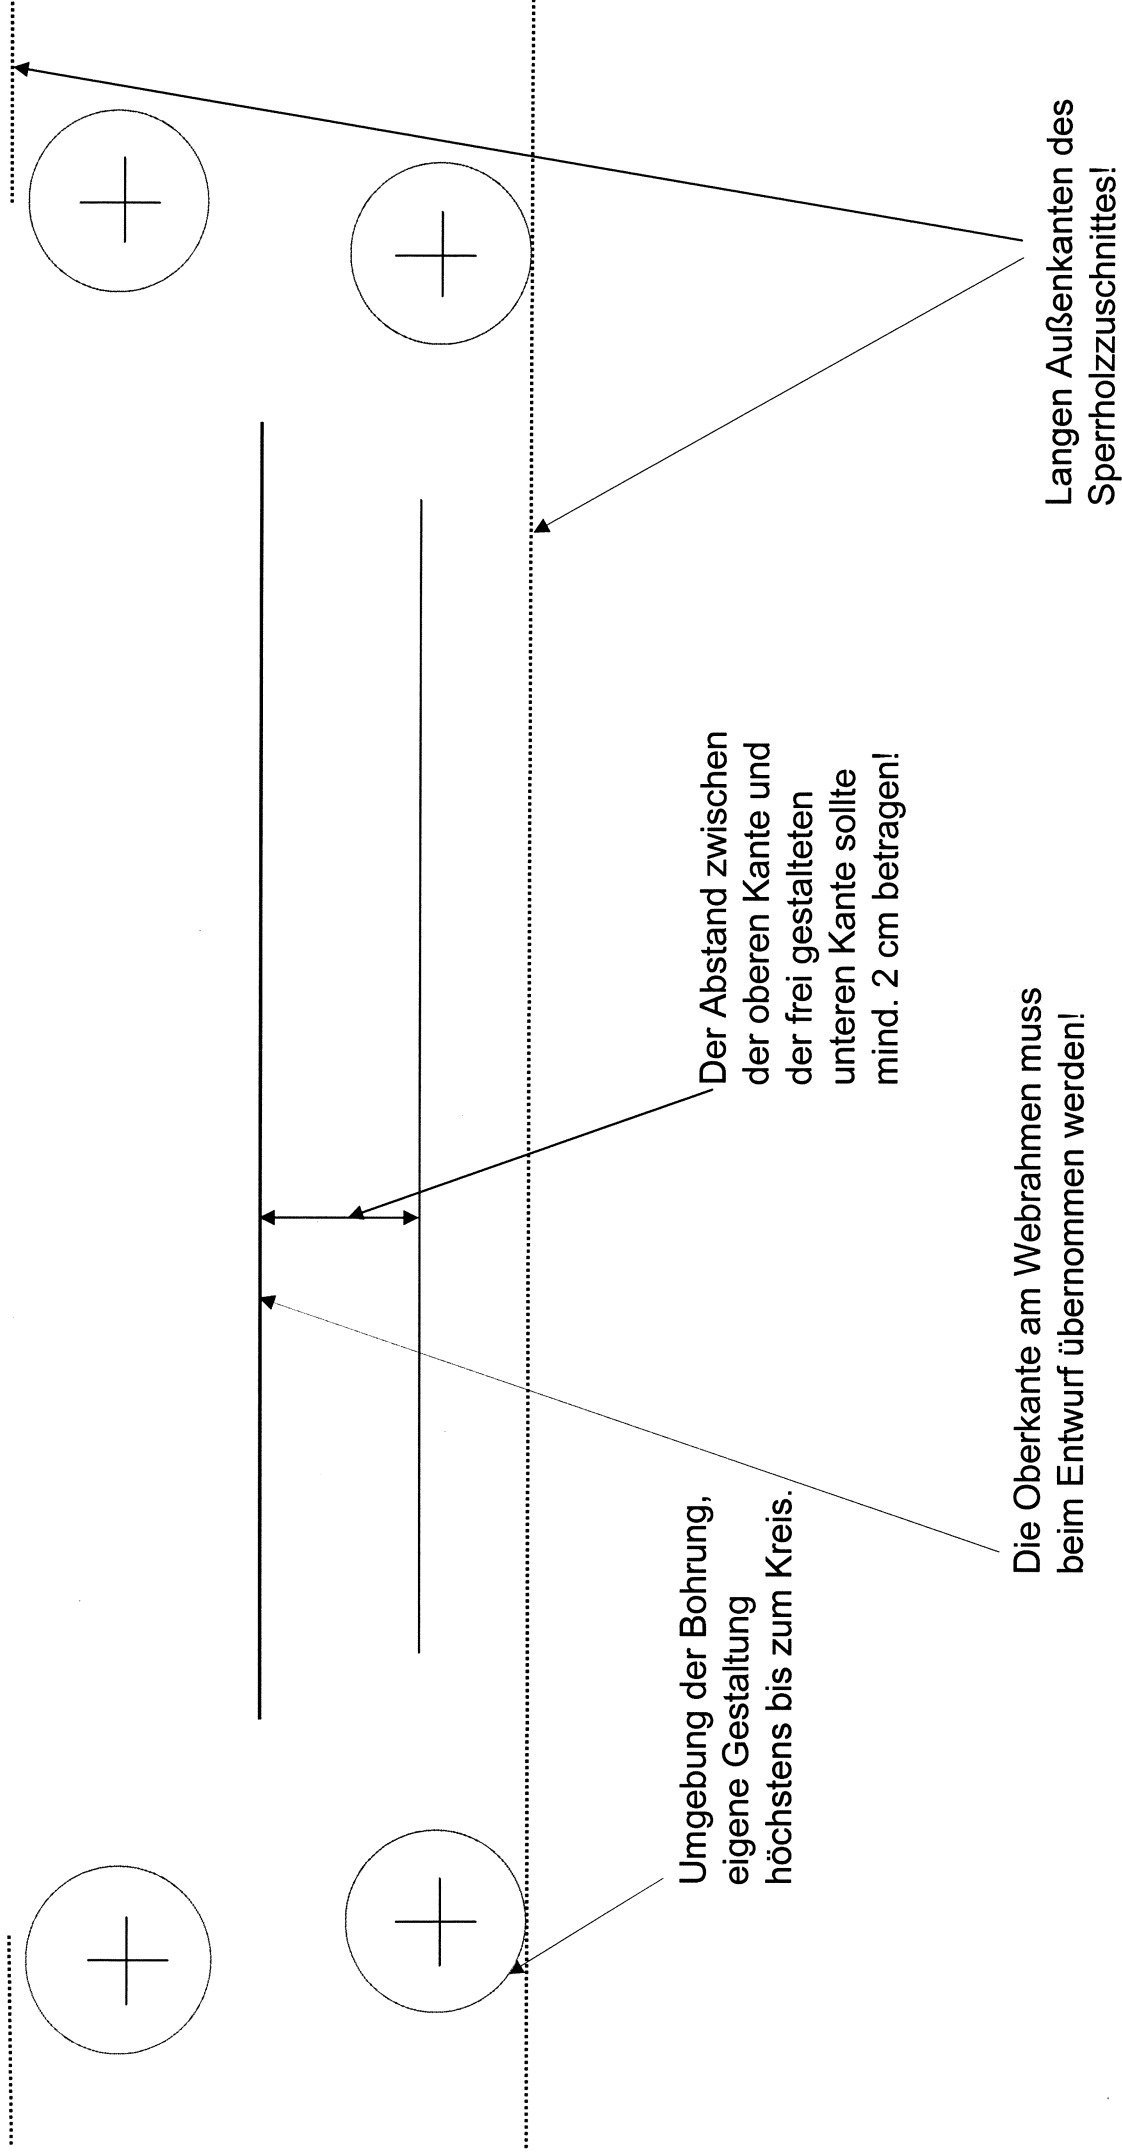 Umgebung der Bohrung,
eigene Gestaltung
höchstens bis zum Kreis.
Die Oberkante am Webrahmen muss
beim Entwurf übernommen werden!
Der Abstand zwischen
der oberen Kante und
der frei gestalteten
unteren Kante sollte
mind. 2 cm betragen!
Langen Außenkanten des
Sperrholzzuschnittes!